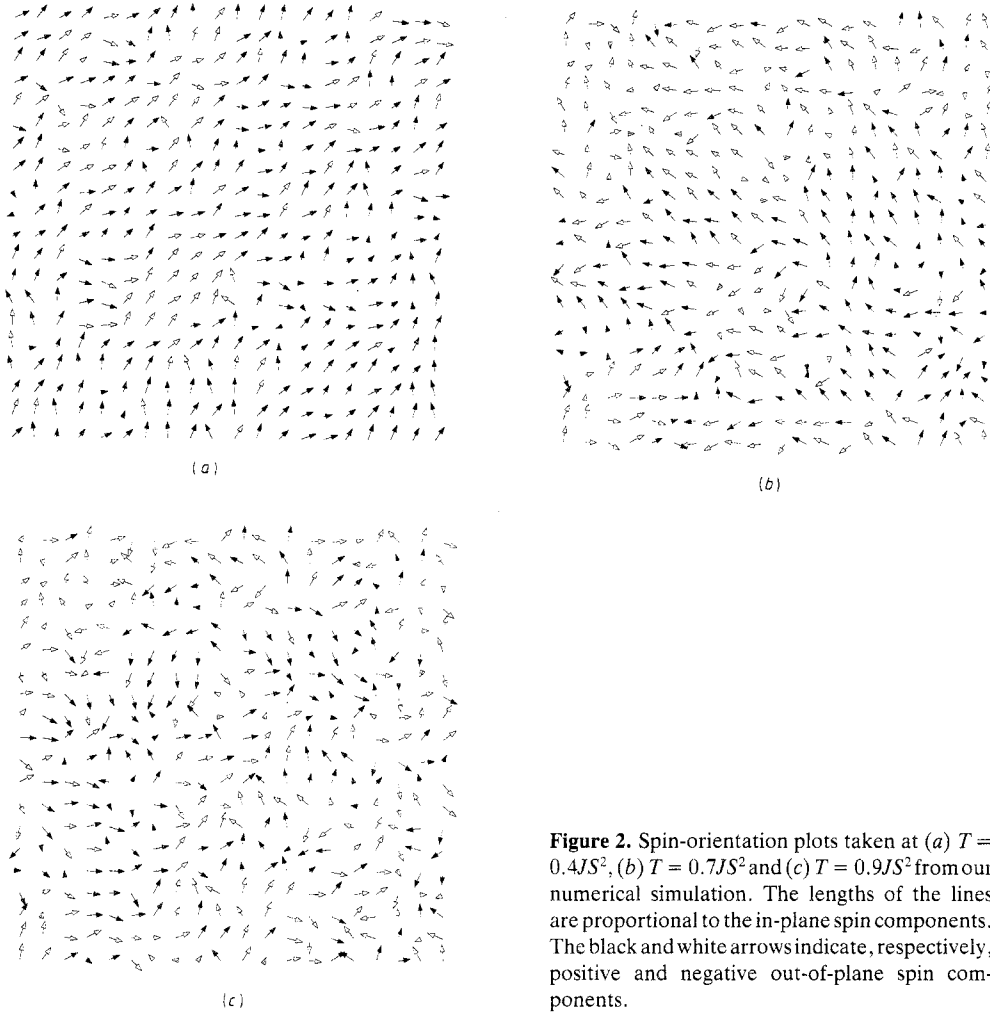 (a)
(b)
(c)
Figure 2. Spin-orientation plots taken at (a) T =
0.4JS², (b) T = 0.7JS² and (c) T = 0.9JS² from our
numerical simulation. The lengths of the lines
are proportional to the in-plane spin components.
The black and white arrows indicate, respectively,
positive and negative out-of-plane spin com-
ponents.